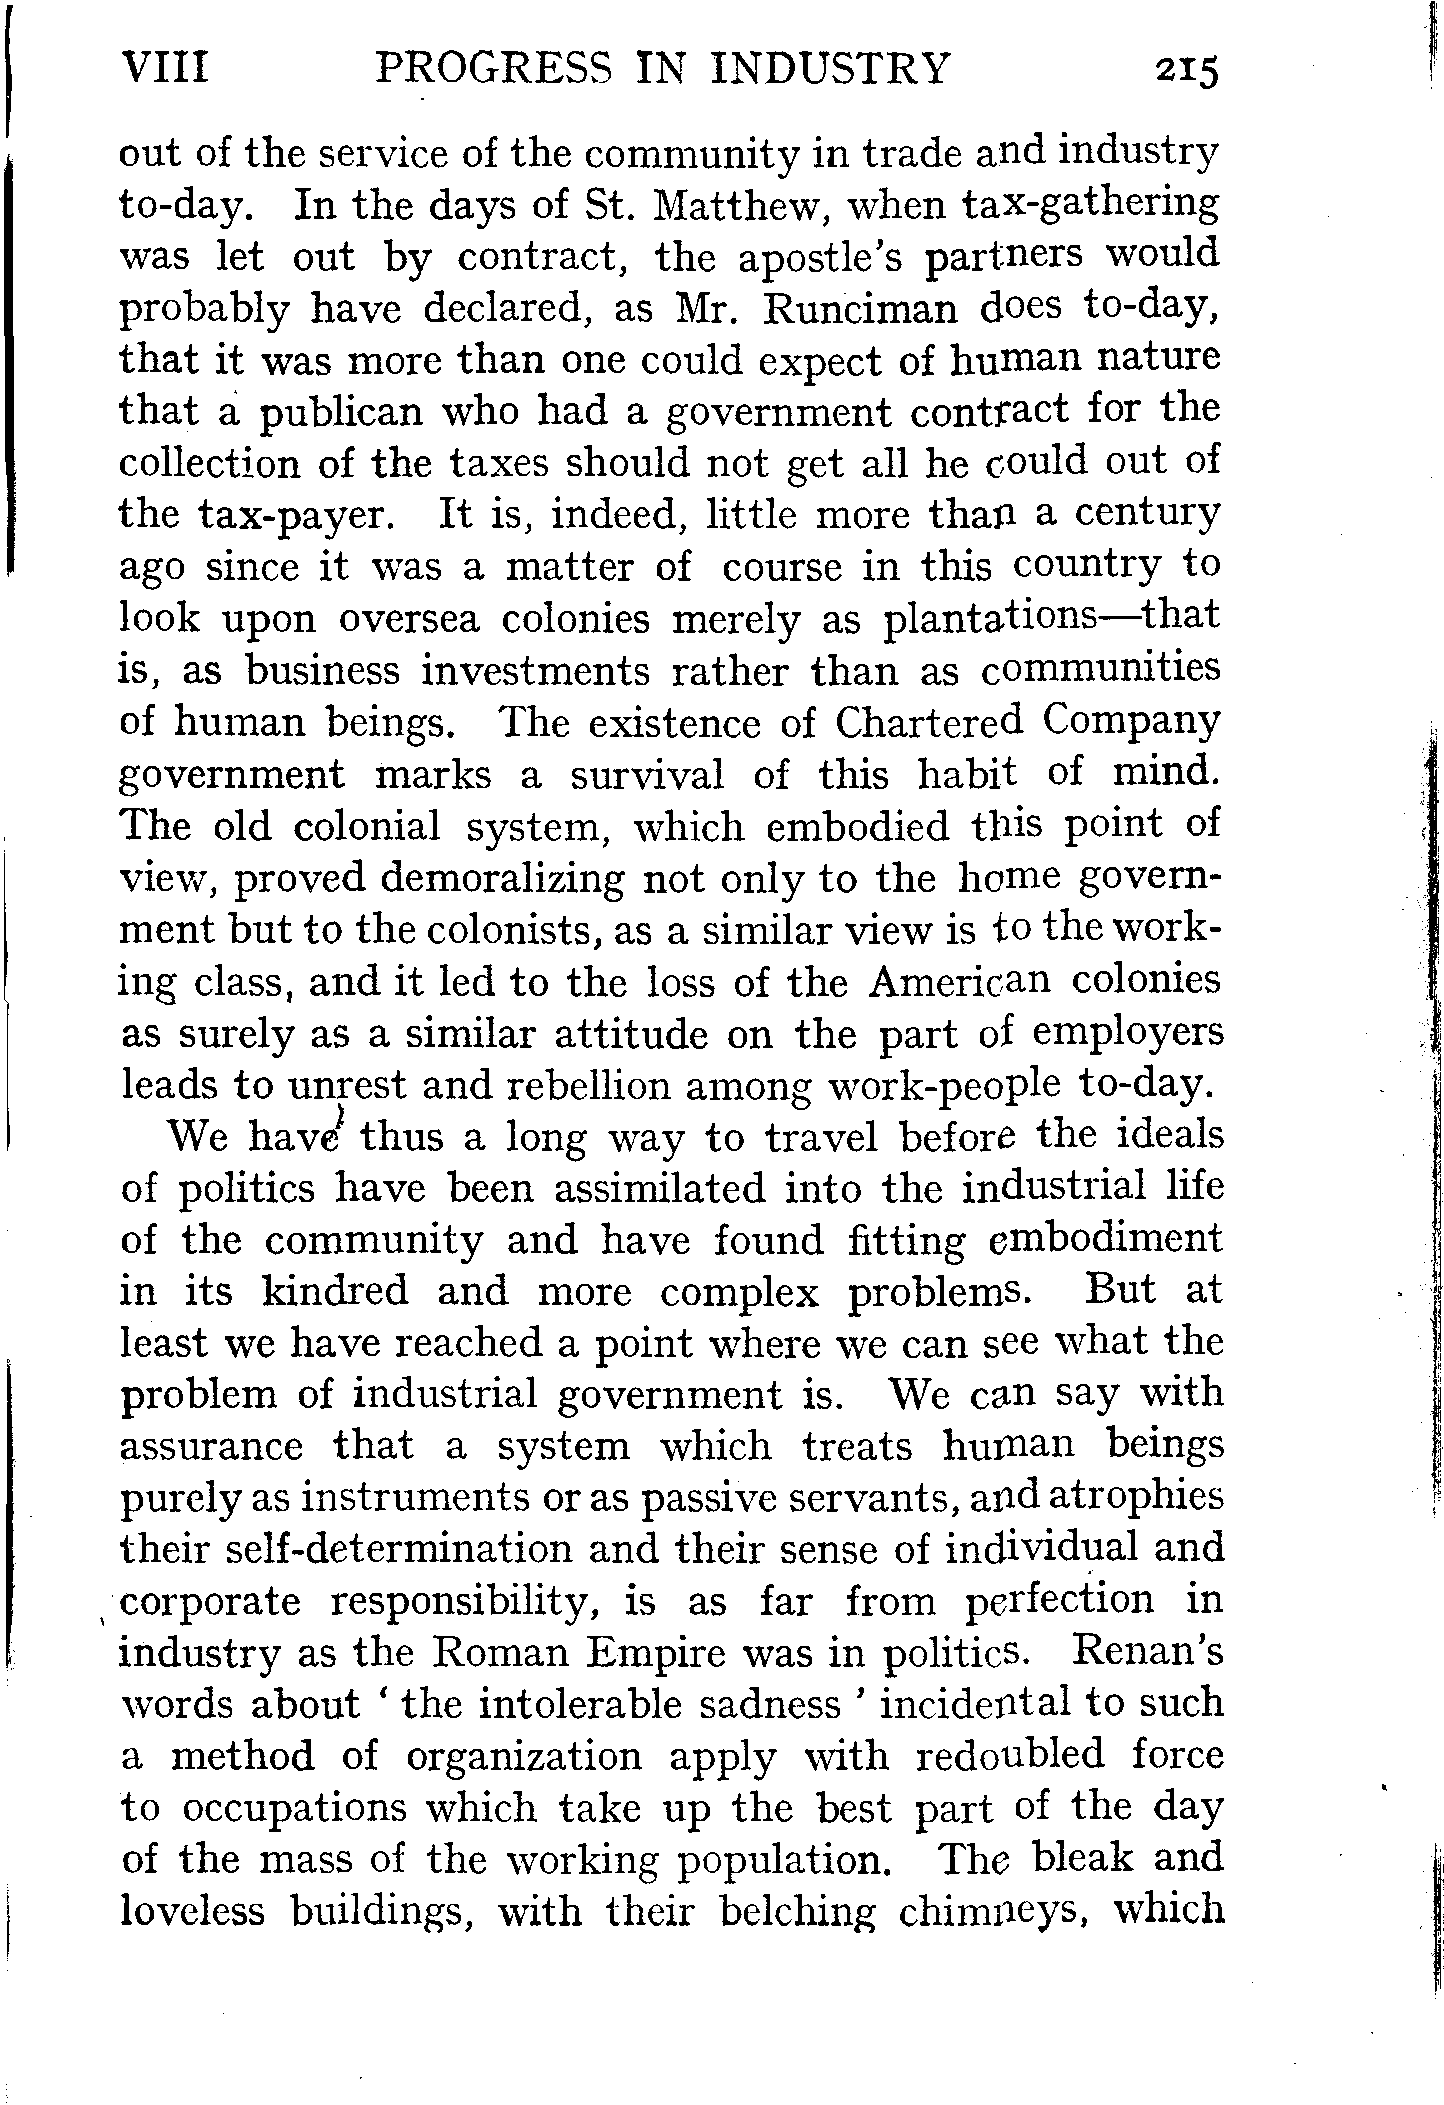 VIII PROGRESS IN INDUSTRY 215
out of the service of the community in trade and industry
to-day. In the days of St. Matthew, when tax-gathering
was let out by contract, the apostle's partners would
probably have declared, as Mr. Runciman does to-day,
that it was more than one could expect of human nature
that a publican who had a government contract for the
collection of the taxes should not get all he could out of
the tax-payer. It is, indeed, little more than a century
ago since it was a matter of course in this country to
look upon oversea colonies merely as plantations—that
is, as business investments rather than as communities
of human beings. The existence of Chartered Company
government marks a survival of this habit of mind.
The old colonial system, which embodied this point of
view, proved demoralizing not only to the home govern-
ment but to the colonists, as a similar view is to the work-
ing class, and it led to the loss of the American colonies
as surely as a similar attitude on the part of employers
leads to unrest and rebellion among work-people to-day.
We have thus a long way to travel before the ideals
of politics have been assimilated into the industrial life
of the community and have found fitting embodiment
in its kindred and more complex problems. But at
least we have reached a point where we can see what the
problem of industrial government is. We can say with
assurance that a system which treats human beings
purely as instruments or as passive servants, and atrophies
their self-determination and their sense of individual and
corporate responsibility, is as far from perfection in
industry as the Roman Empire was in politics. Renan's
words about ' the intolerable sadness ' incidental to such
a method of organization apply with redoubled force
to occupations which take up the best part of the day
of the mass of the working population. The bleak and
loveless buildings, with their belching chimneys, which